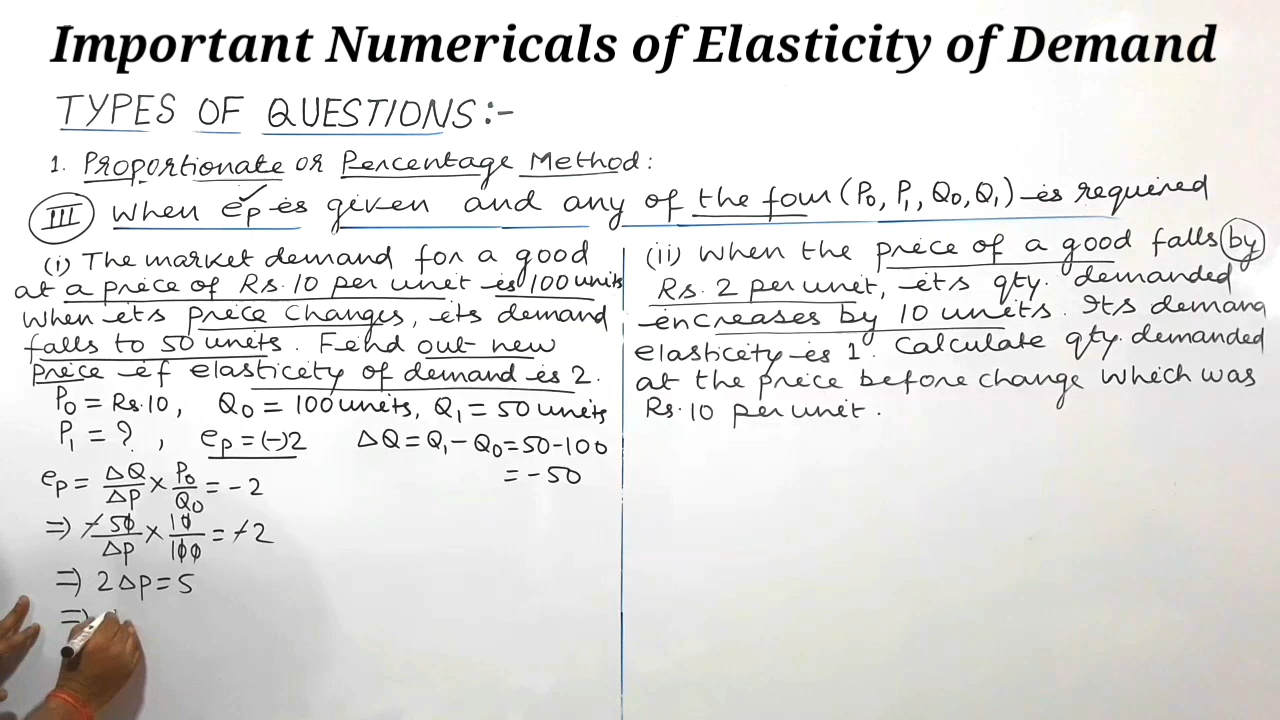 Important Numericals of Elasticity of Demand
TYPES OF QUESTIONS:-
1. Proportionate or Percentage Method:
III When ep is given and any of the four (P0, P1, Q0, Q1) is required
(i) The market demand for a good
at a price of Rs. 10 per unit is 100 units
When its price changes, its demand
falls to 50 units. Find out new
price if elasticity of demand is 2.
P0 = Rs.10, Q0 = 100 units, Q1 = 50 units
P1 = ?, ep = (-)2 ΔQ = Q1 - Q0 = 50-100
= -50
ep = ΔQ/ΔP × P0/Q0 = -2
⇒ -50/ΔP × 10/100 = -2
⇒ 2ΔP = 5
⇒
(ii) When the price of a good falls by
Rs. 2 per unit, its qty. demanded
increases by 10 units. Its demand
elasticity is 1. Calculate qty. demanded
at the price before change which was
Rs. 10 per unit.